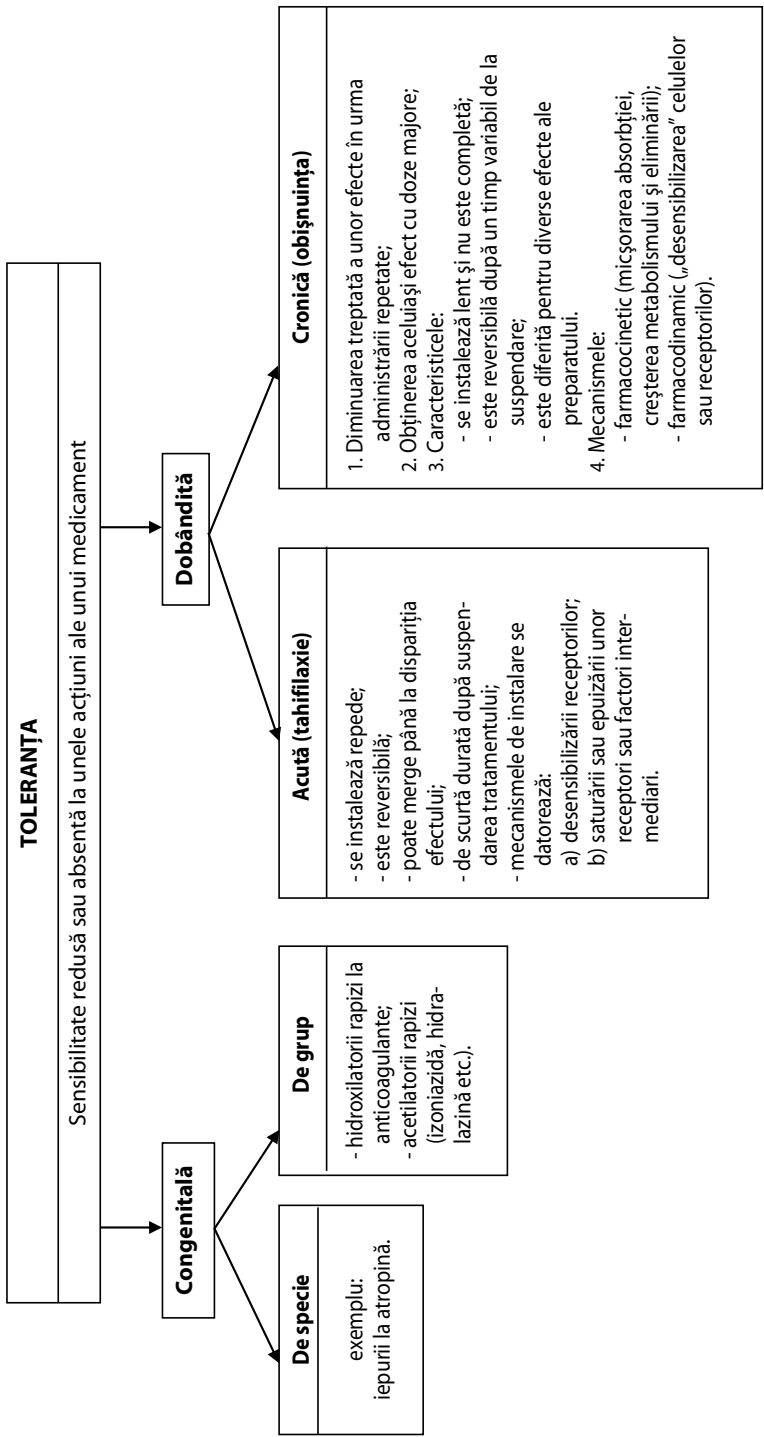 TOLERANȚA
Sensibilitate redusă sau absentă la unele acțiuni ale unui medicament
Congenitală
Dobândită
De specie
exemplu:
iepurii la atropină.
De grup
- hidroxilatorii rapizi la
anticoagulante;
- acetilatorii rapizi
(izoniazidă, hidra-
lazină etc.).
Acută (tahifilaxie)
- se instalează repede;
- este reversibilă;
- poate merge până la dispariția
efectului;
- de scurtă durată după suspen-
darea tratamentului;
- mecanismele de instalare se
datorează:
a) desensibilizării receptorilor;
b) saturării sau epuizării unor
receptori sau factori inter-
mediari.
Cronică (obișnuința)
1. Diminuarea treptată a unor efecte în urma
administrării repetate;
2. Obținerea aceluiași efect cu doze majore;
3. Caracteristicele:
- se instalează lent și nu este completă;
- este reversibilă după un timp variabil de la
suspendare;
- este diferită pentru diverse efecte ale
preparatului.
4. Mecanismele:
- farmacocinetic (micșorarea absorbției,
creșterea metabolismului și eliminării);
- farmacodinamic („desensibilizarea” celulelor
sau receptorilor).